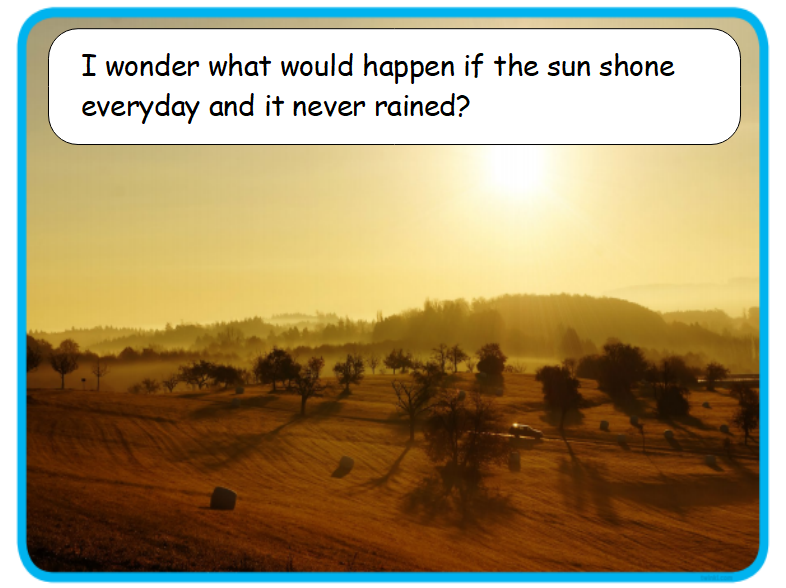 I wonder what would happen if the sun shone
everyday and it never rained?